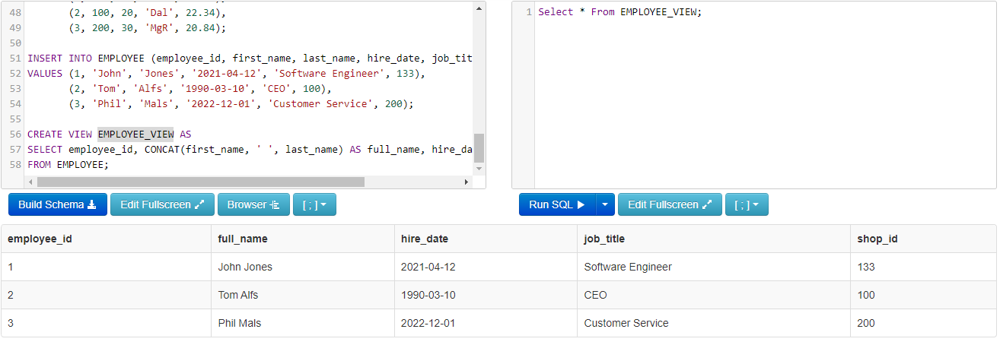 48 (2, 100, 20, 'Dal', 22.34),
49 (3, 200, 30, 'MgR', 20.84);
50
51 INSERT INTO EMPLOYEE (employee_id, first_name, last_name, hire_date, job_tit
52 VALUES (1, 'John', 'Jones', '2021-04-12', 'Software Engineer', 133),
53 (2, 'Tom', 'Alfs', '1990-03-10', 'CEO', 100),
54 (3, 'Phil', 'Mals', '2022-12-01', 'Customer Service', 200);
55
56 CREATE VIEW EMPLOYEE_VIEW AS
57 SELECT employee_id, CONCAT(first_name, ' ', last_name) AS full_name, hire_da
58 FROM EMPLOYEE;
1 Select * From EMPLOYEE_VIEW;
Build Schema Edit Fullscreen Browser [ ; ]
Run SQL Edit Fullscreen [ ; ]
employee_id full_name hire_date job_title shop_id
1 John Jones 2021-04-12 Software Engineer 133
2 Tom Alfs 1990-03-10 CEO 100
3 Phil Mals 2022-12-01 Customer Service 200